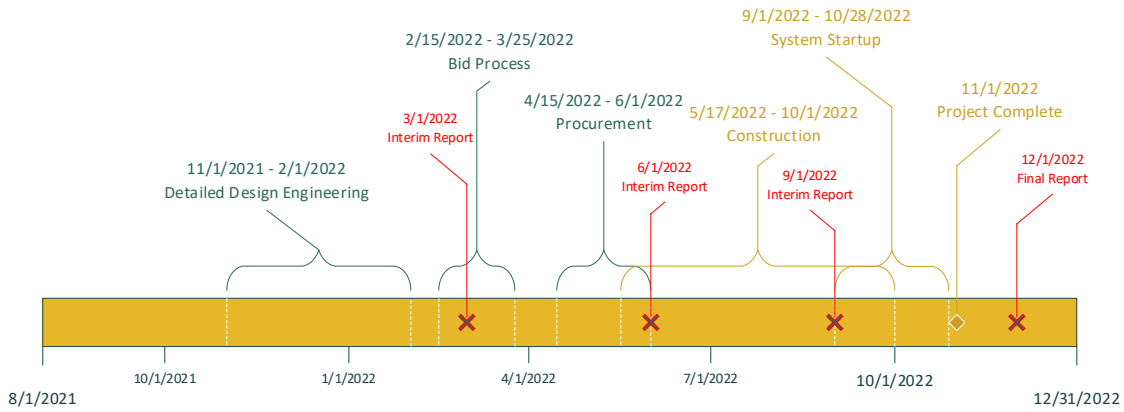 9/1/2022 - 10/28/2022
System Startup
2/15/2022 - 3/25/2022
Bid Process
11/1/2022
Project Complete
4/15/2022 - 6/1/2022
Procurement
5/17/2022 - 10/1/2022
Construction
3/1/2022
Interim Report
11/1/2021 - 2/1/2022
Detailed Design Engineering
6/1/2022
Interim Report
9/1/2022
Interim Report
12/1/2022
Final Report
10/1/2021
1/1/2022
4/1/2022
7/1/2022
10/1/2022
8/1/2021
12/31/2022